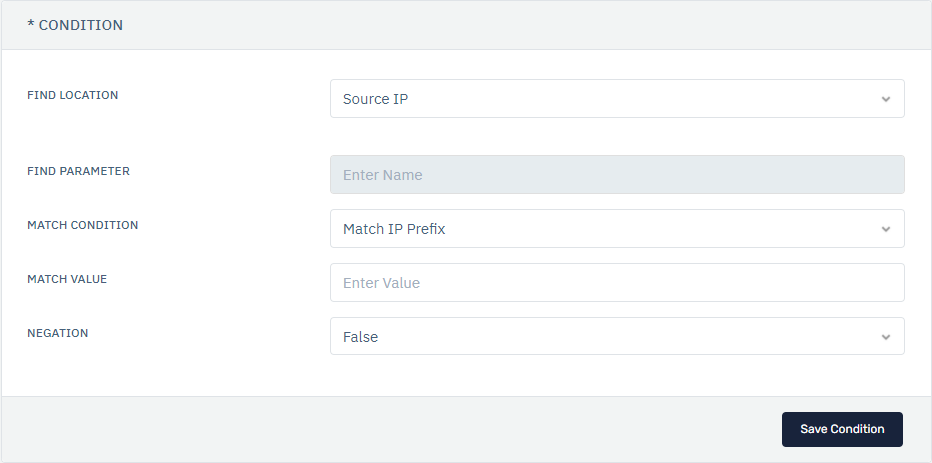 * CONDITION
FIND LOCATION
Source IP
FIND PARAMETER
Enter Name
MATCH CONDITION
Match IP Prefix
MATCH VALUE
Enter Value
NEGATION
False
Save Condition